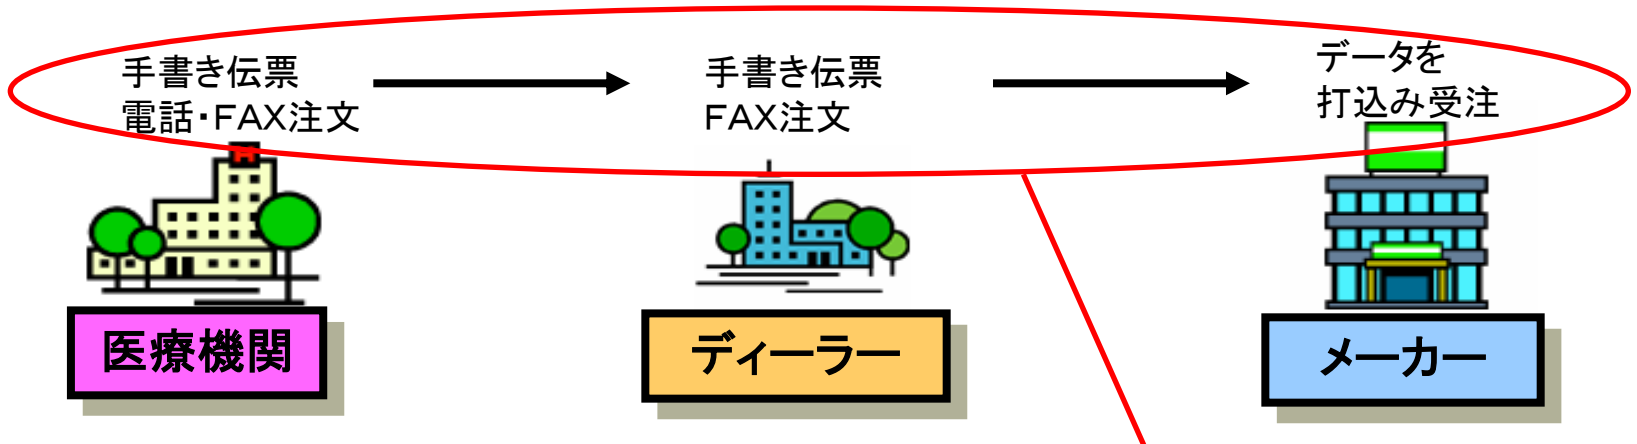 手書き伝票
電話・FAX注文
手書き伝票
FAX注文
データを
打込み受注
H
医療機関
ディーラー
メーカー